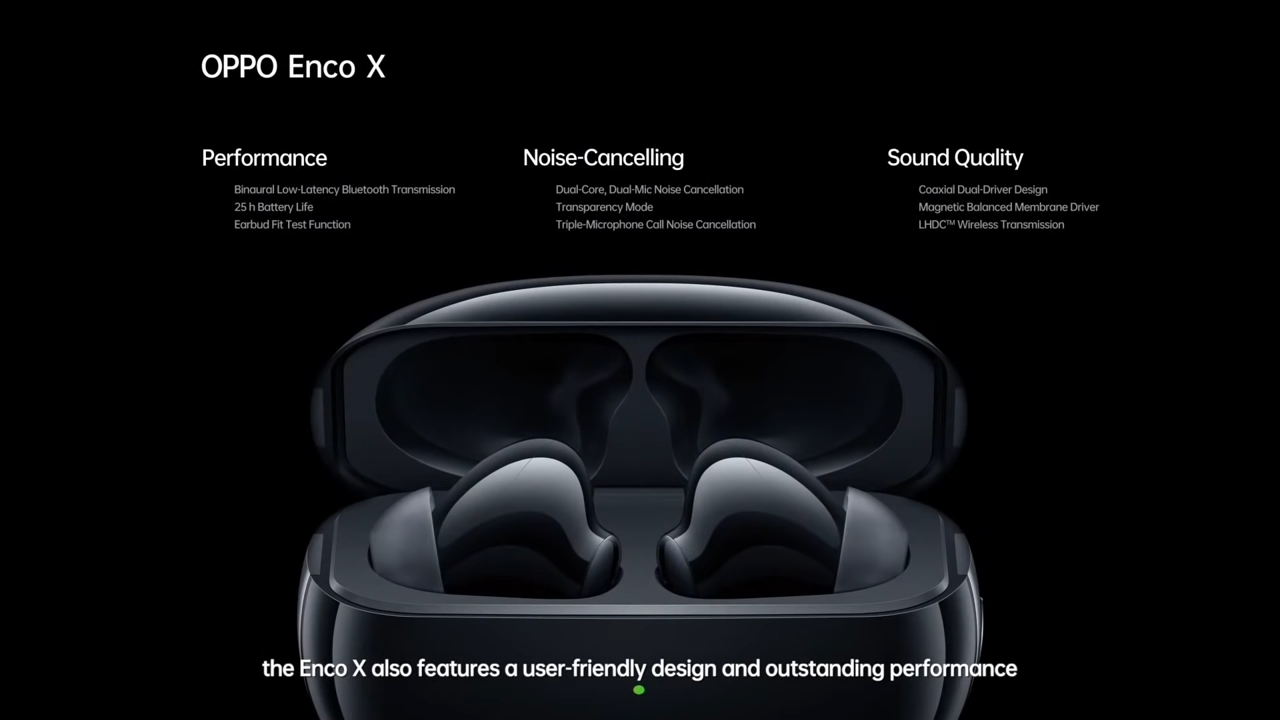 OPPO Enco X
Performance
Binaural Low-Latency Bluetooth Transmission
25 h Battery Life
Earbud Fit Test Function
Noise-Cancelling
Dual-Core, Dual-Mic Noise Cancellation
Transparency Mode
Triple-Microphone Call Noise Cancellation
Sound Quality
Coaxial Dual-Driver Design
Magnetic Balanced Membrane Driver
LHDC™ Wireless Transmission
the Enco X also features a user-friendly design and outstanding performance